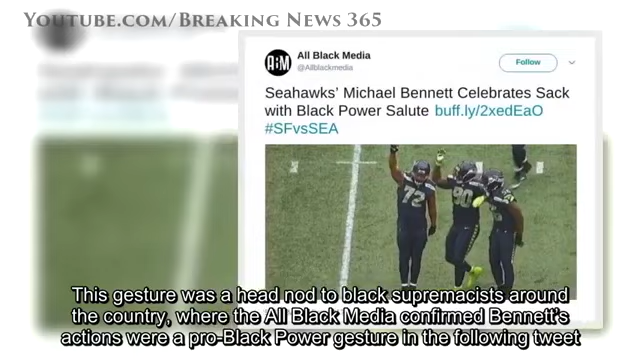 YouTube.com/Breaking News 365
ABM
All Black Media
@Allblackmedia
Follow
Seahawks' Michael Bennett Celebrates Sack
with Black Power Salute buff.ly/2xedEaO
#SFvsSEA
72
90
This gesture was a head nod to black supremacists around
the country, where the All Black Media confirmed Bennett's
actions were a pro-Black Power gesture in the following tweet